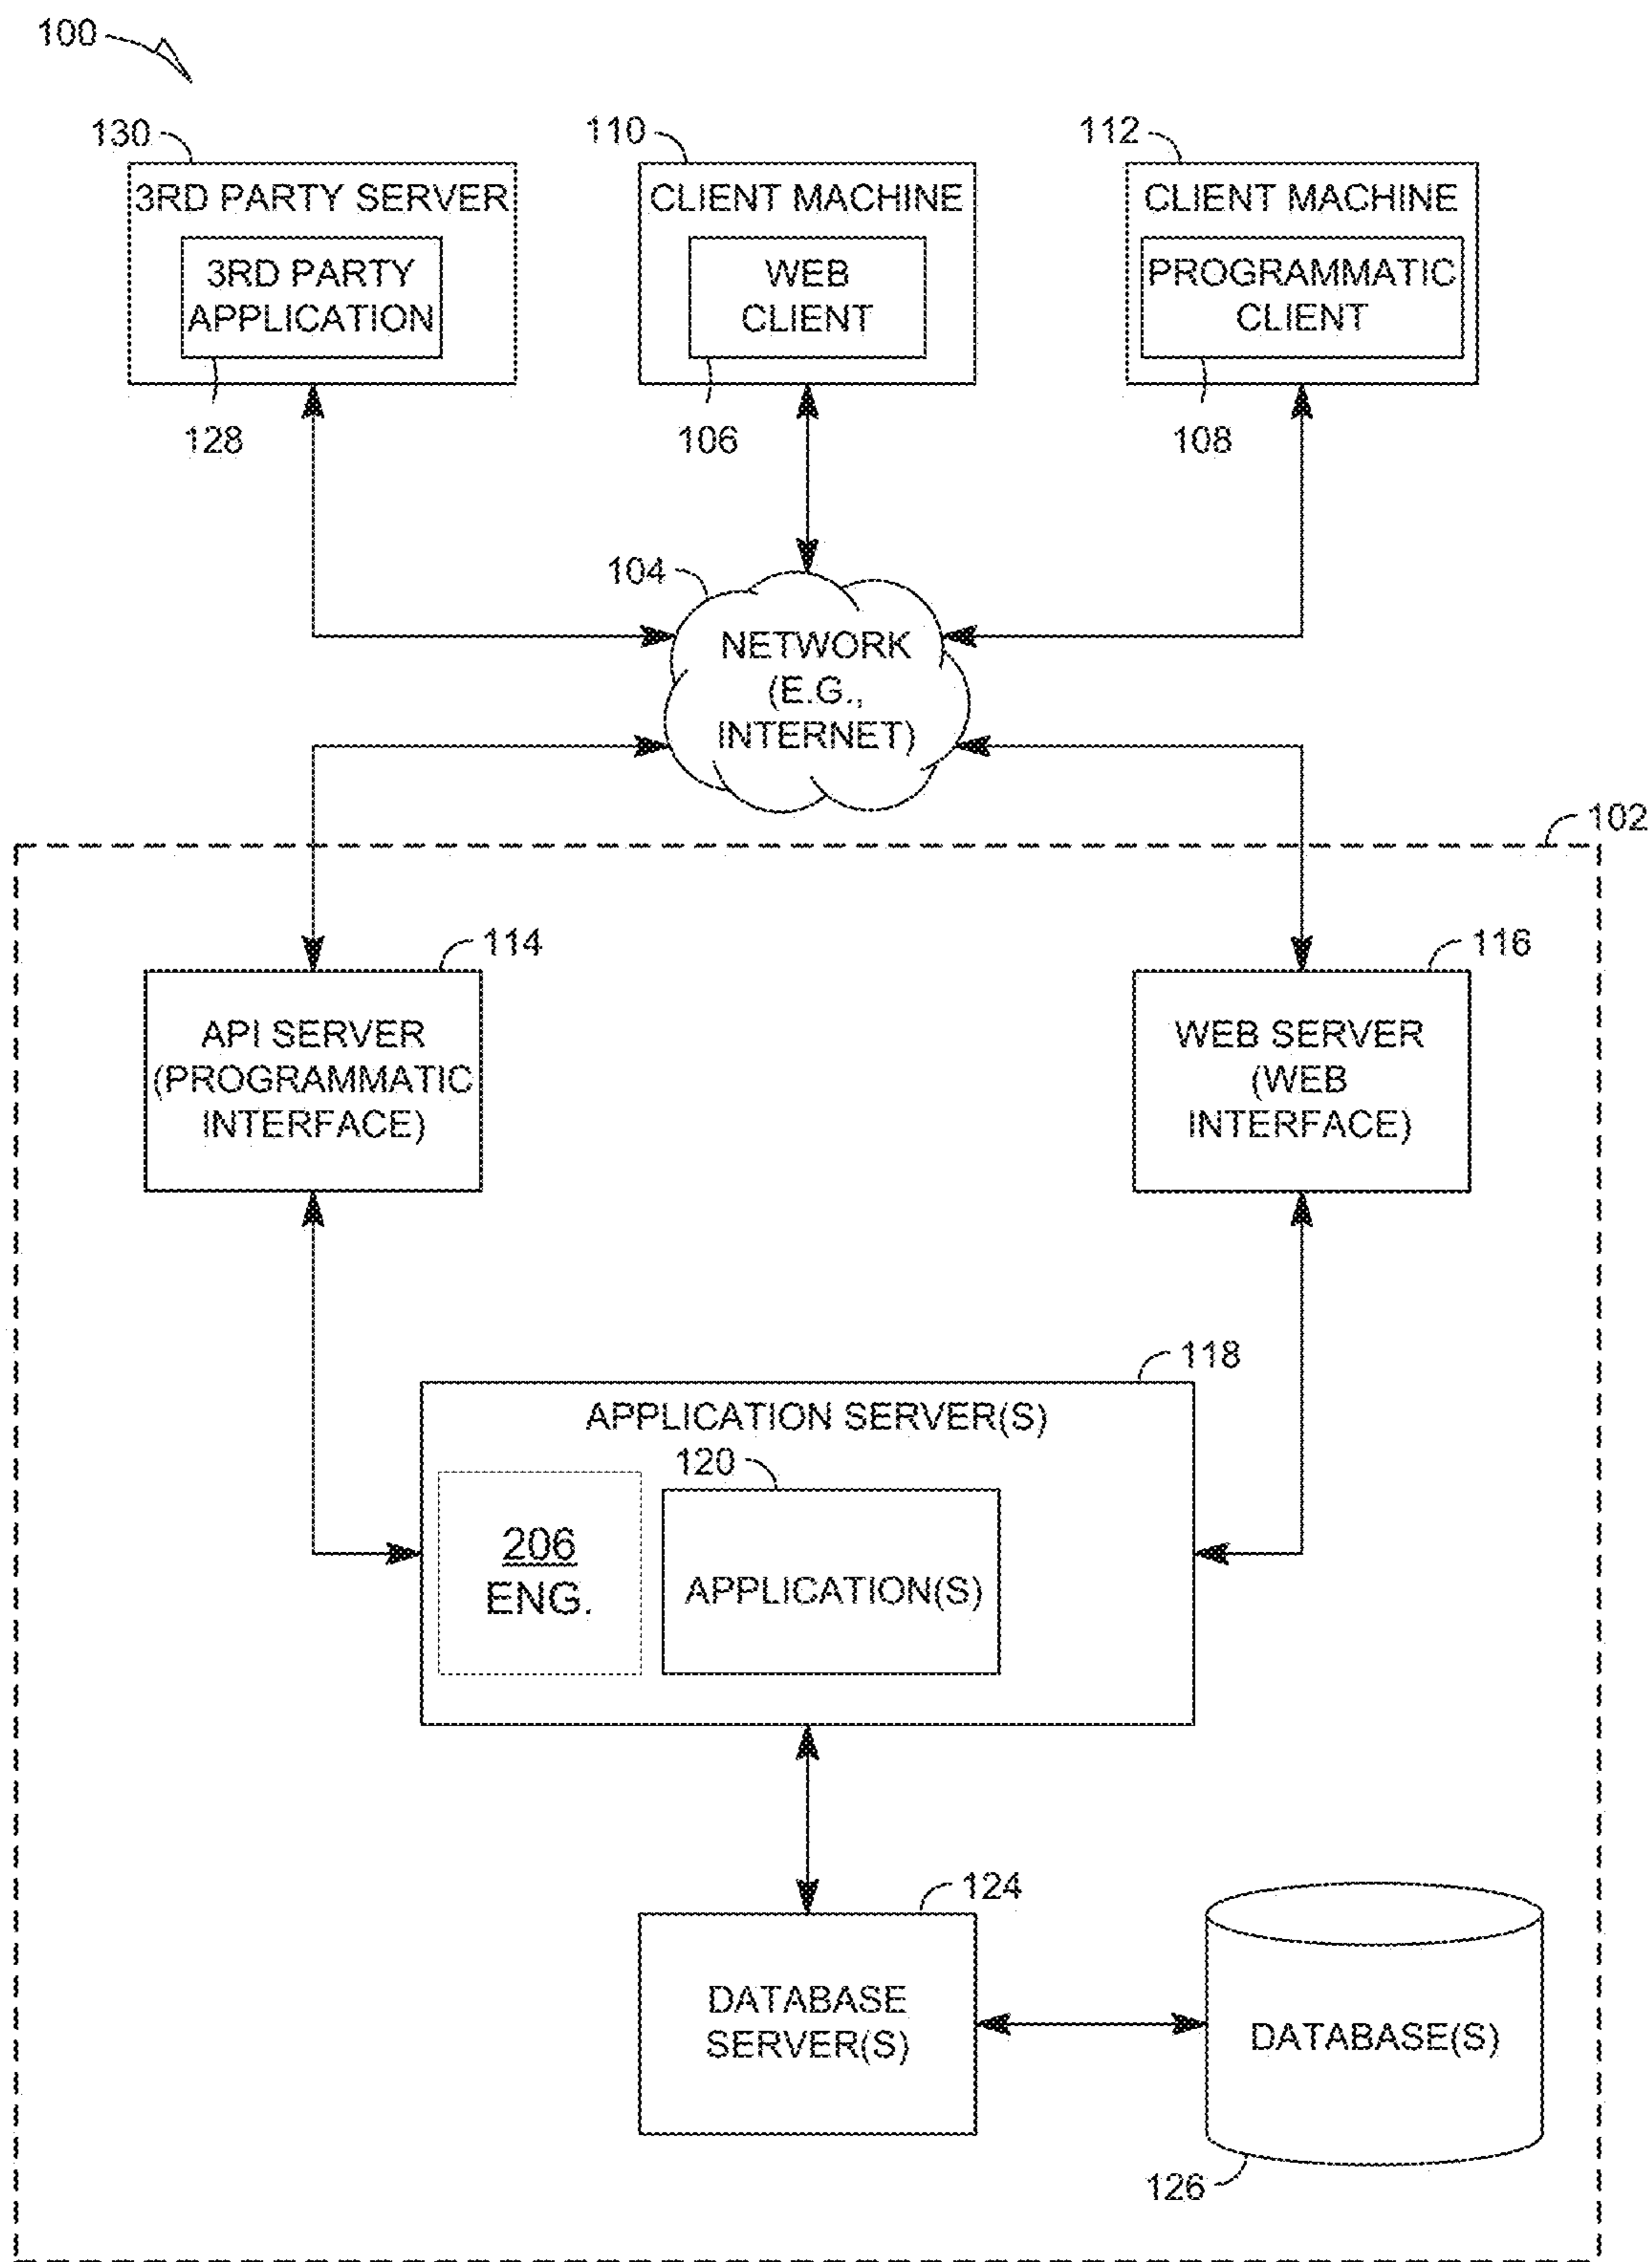 100
130
110
112
3RD PARTY SERVER
CLIENT MACHINE
CLIENT MACHINE
3RD PARTY
APPLICATION
WEB
CLIENT
PROGRAMMATIC
CLIENT
128
106
108
104
NETWORK
(E.G.,
INTERNET)
102
114
116
API SERVER
(PROGRAMMATIC
INTERFACE)
WEB SERVER
(WEB
INTERFACE)
118
APPLICATION SERVER(S)
120
206
ENG.
APPLICATION(S)
124
DATABASE
SERVER(S)
DATABASE(S)
126